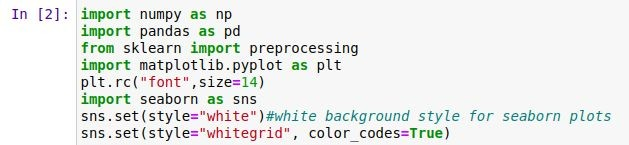 In [2]: import numpy as np
import pandas as pd
from sklearn import preprocessing
import matplotlib.pyplot as plt
plt.rc("font",size=14)
import seaborn as sns
sns.set(style="white")#white background style for seaborn plots
sns.set(style="whitegrid", color_codes=True)